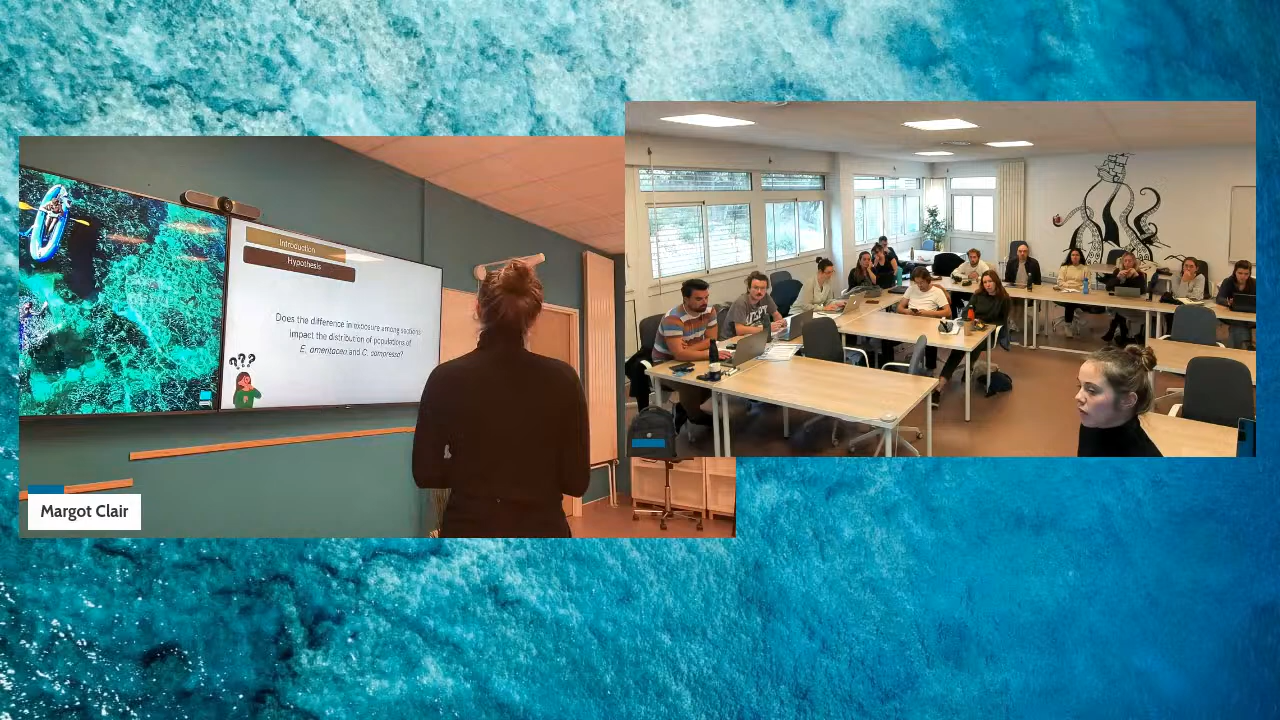 Introduction
Hypothesis
Does the difference in exposure among sections
impact the distribution of populations of
E. amentacea and C. compressa?
???
Margot Clair